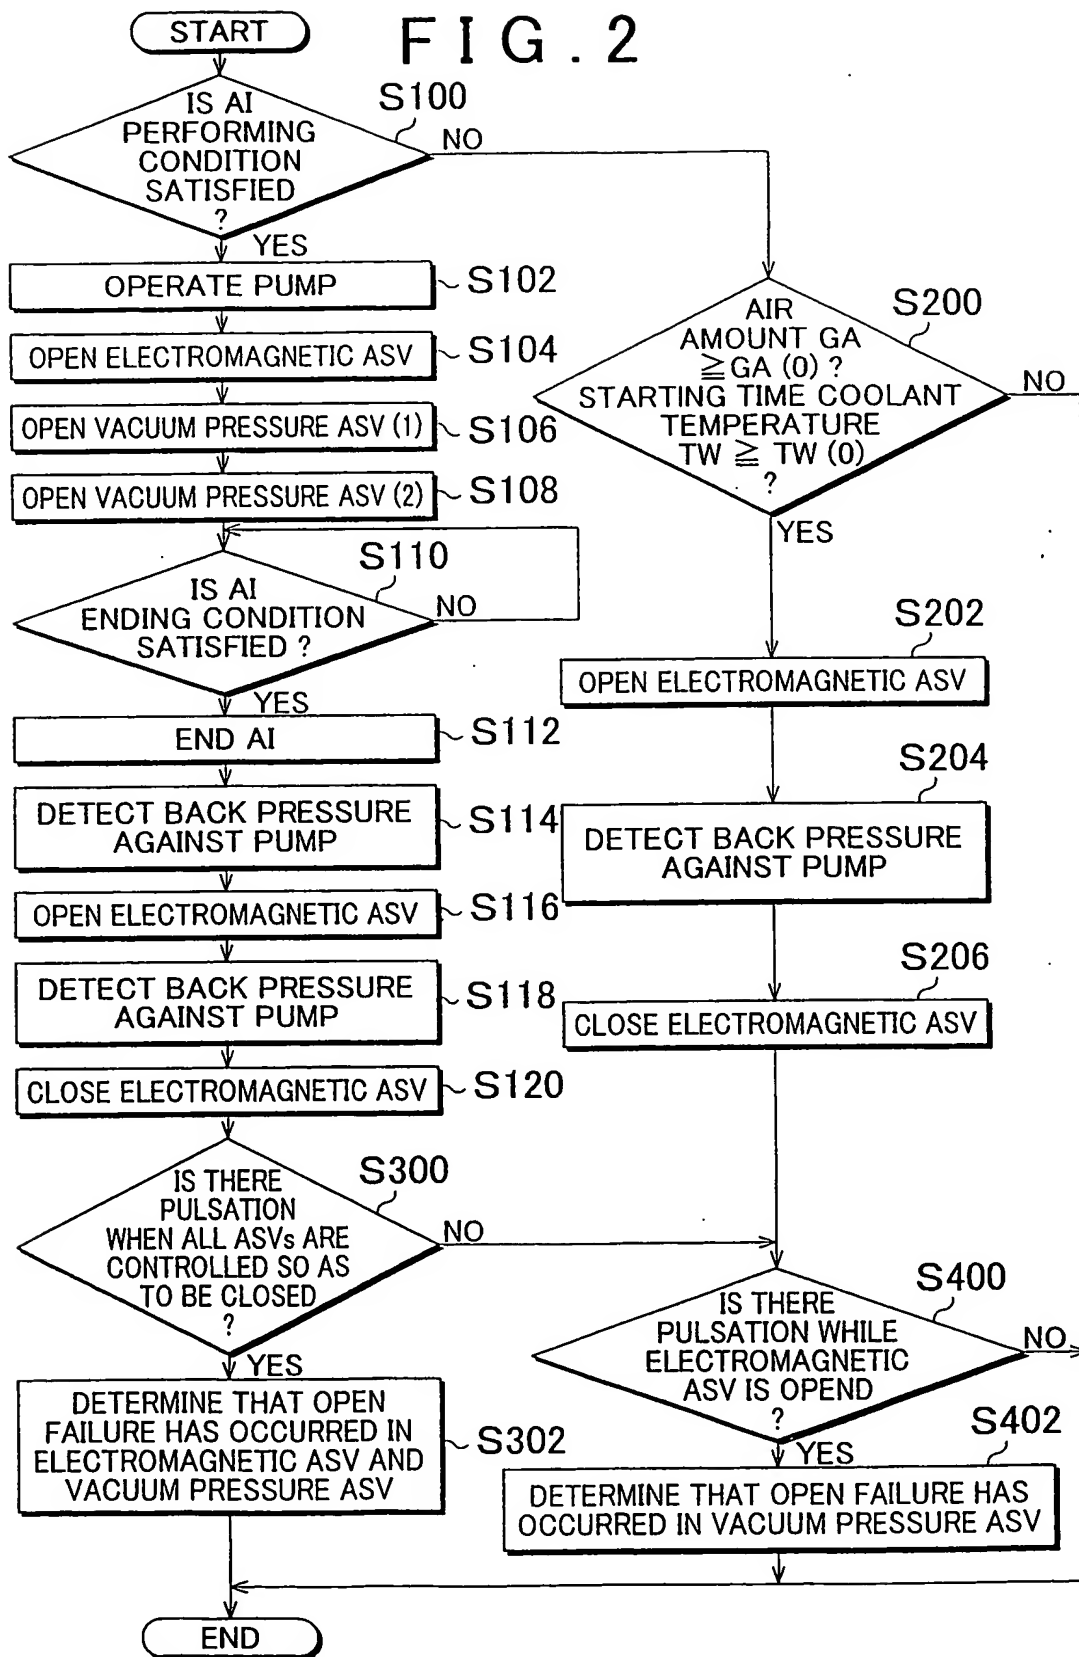 FIG.2
START
IS AI
PERFORMING
CONDITION
SATISFIED
?
S100
NO
YES
OPERATE PUMP
S102
OPEN ELECTROMAGNETIC ASV
S104
OPEN VACUUM PRESSURE ASV (1)
S106
OPEN VACUUM PRESSURE ASV (2)
S108
IS AI
ENDING CONDITION
SATISFIED ?
S110
NO
YES
END AI
S112
DETECT BACK PRESSURE
AGAINST PUMP
S114
OPEN ELECTROMAGNETIC ASV
S116
DETECT BACK PRESSURE
AGAINST PUMP
S118
CLOSE ELECTROMAGNETIC ASV
S120
IS THERE
PULSATION
WHEN ALL ASVs ARE
CONTROLLED SO AS
TO BE CLOSED
?
S300
NO
YES
DETERMINE THAT OPEN
FAILURE HAS OCCURRED IN
ELECTROMAGNETIC ASV AND
VACUUM PRESSURE ASV
S302
AIR
AMOUNT GA
≧GA (0) ?
STARTING TIME COOLANT
TEMPERATURE
TW ≧ TW (0)
?
S200
NO
YES
S202
OPEN ELECTROMAGNETIC ASV
S204
DETECT BACK PRESSURE
AGAINST PUMP
S206
CLOSE ELECTROMAGNETIC ASV
IS THERE
PULSATION WHILE
ELECTROMAGNETIC
ASV IS OPEND
?
S400
NO
YES
S402
DETERMINE THAT OPEN FAILURE HAS
OCCURRED IN VACUUM PRESSURE ASV
END